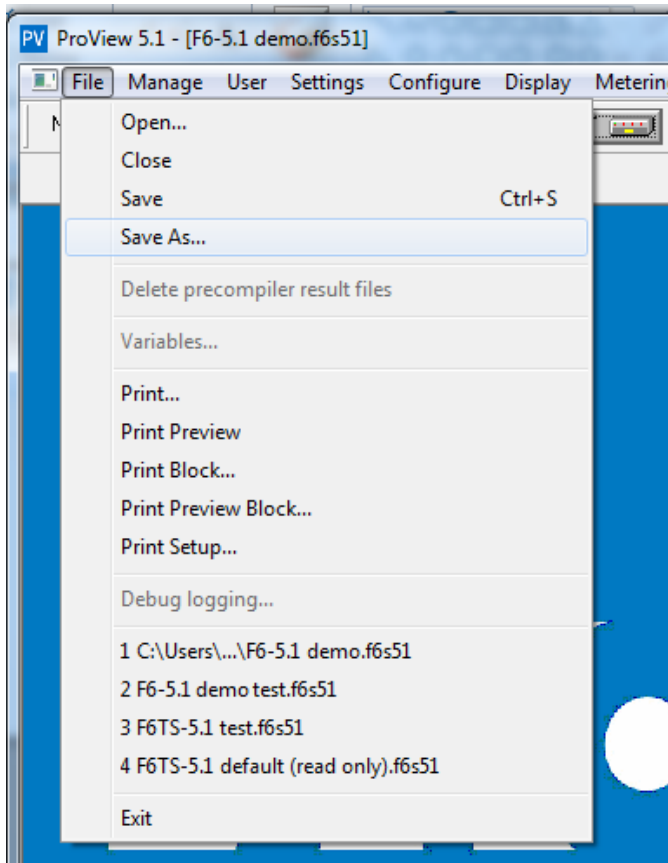 PV ProView 5.1 - [F6-5.1 demo.f6s51]
File Manage User Settings Configure Display
Open...
Close
Save Ctrl+S
Save As...
Delete precompiler result files
Variables...
Print...
Print Preview
Print Block...
Print Preview Block...
Print Setup...
Debug logging...
1 C:\Users\...\F6-5.1 demo.f6s51
2 F6-5.1 demo test.f6s51
3 F6TS-5.1 test.f6s51
4 F6TS-5.1 default (read only).f6s51
Exit